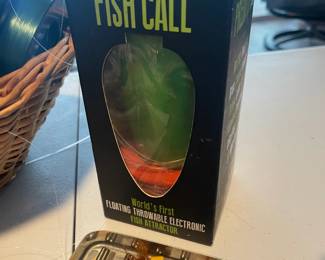 FISH CALL
World's First
FLOATING THROWABLE ELECTRONIC
FISH ATTRACTOR